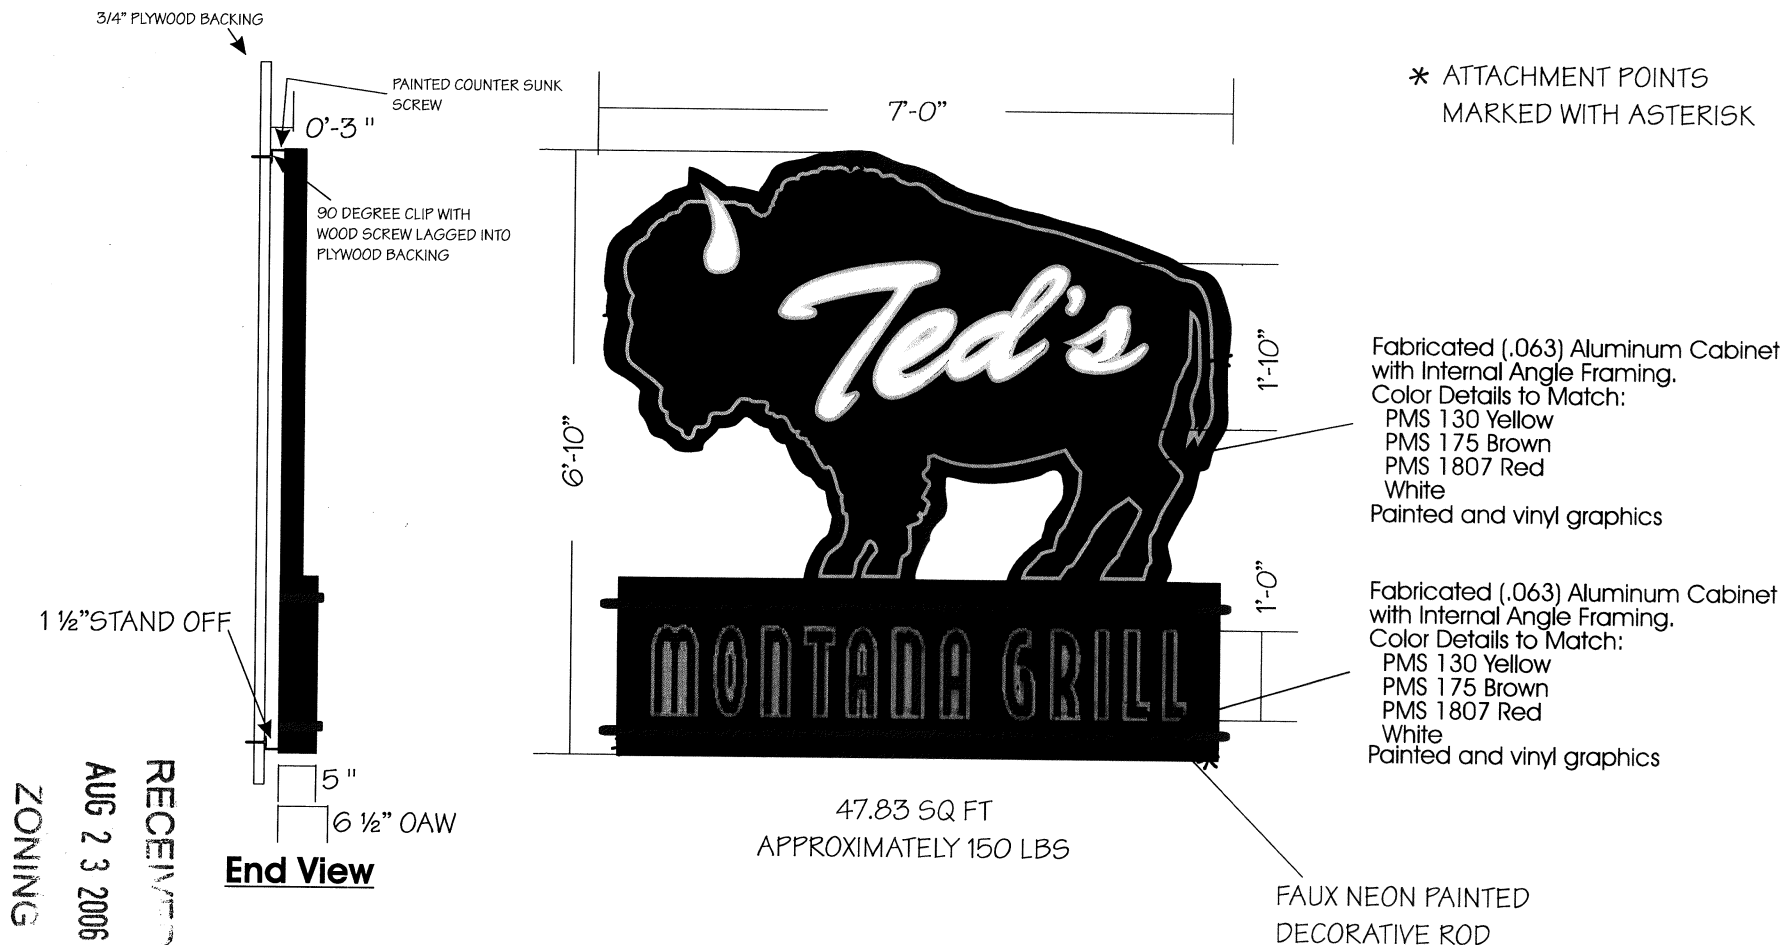 3/4" PLYWOOD BACKING
PAINTED COUNTER SUNK
SCREW
0'-3 "
90 DEGREE CLIP WITH
WOOD SCREW LAGGED INTO
PLYWOOD BACKING
1 ½"STAND OFF
5 "
6 ½" OAW
End View
RECEIVED
AUG 23 2006
ZONING
7'-0"
6'-10"
Ted's
1'-10"
MONTANA GRILL
1'-0"
47.83 SQ FT
APPROXIMATELY 150 LBS
* ATTACHMENT POINTS
MARKED WITH ASTERISK
Fabricated (.063) Aluminum Cabinet
with Internal Angle Framing.
Color Details to Match:
PMS 130 Yellow
PMS 175 Brown
PMS 1807 Red
White
Painted and vinyl graphics
Fabricated (.063) Aluminum Cabinet
with Internal Angle Framing.
Color Details to Match:
PMS 130 Yellow
PMS 175 Brown
PMS 1807 Red
White
Painted and vinyl graphics
FAUX NEON PAINTED
DECORATIVE ROD